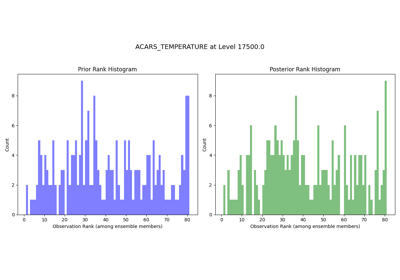 ACARS_TEMPERATURE at Level 17500.0
Prior Rank Histogram
Posterior Rank Histogram
Count
8
6
4
2
0
0 10 20 30 40 50 60 70 80
Observation Rank (among ensemble members)
Count
8
6
4
2
0
0 10 20 30 40 50 60 70 80
Observation Rank (among ensemble members)